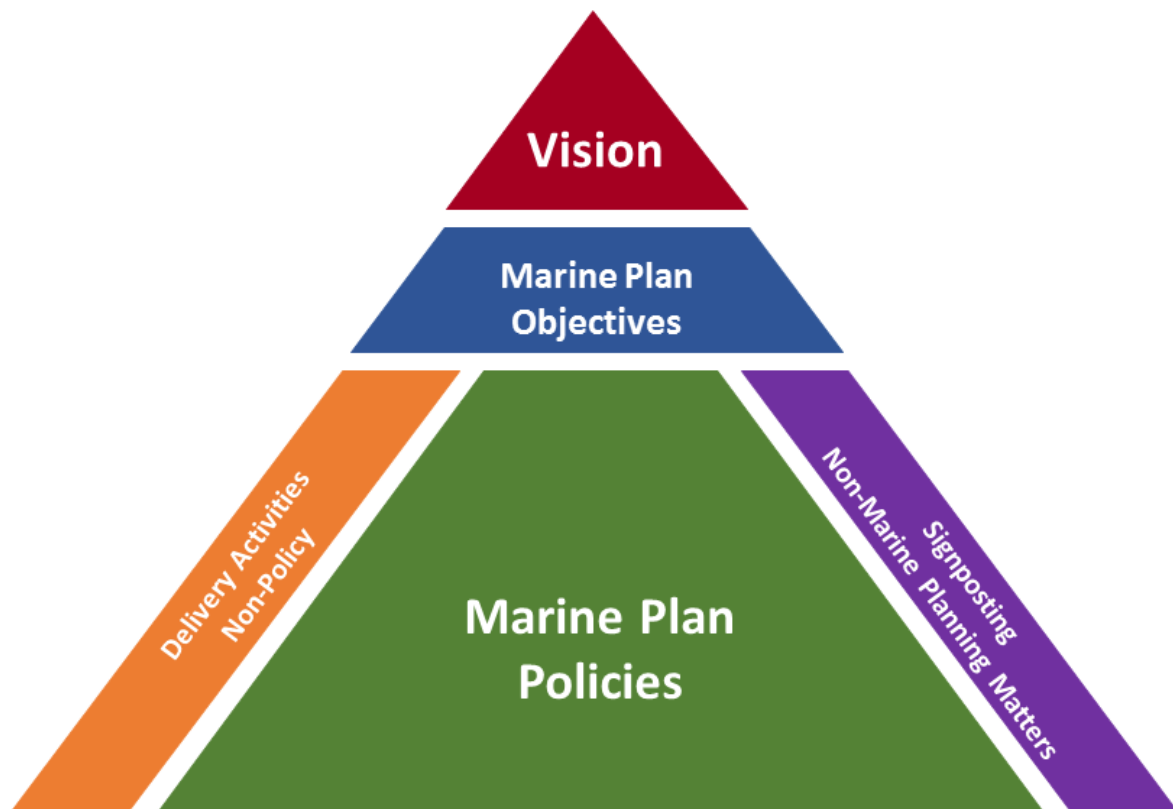 Vision
Marine Plan
Objectives
Delivery Activities
Non-Policy
Marine Plan
Policies
Signposting
Non-Marine Planning Matters